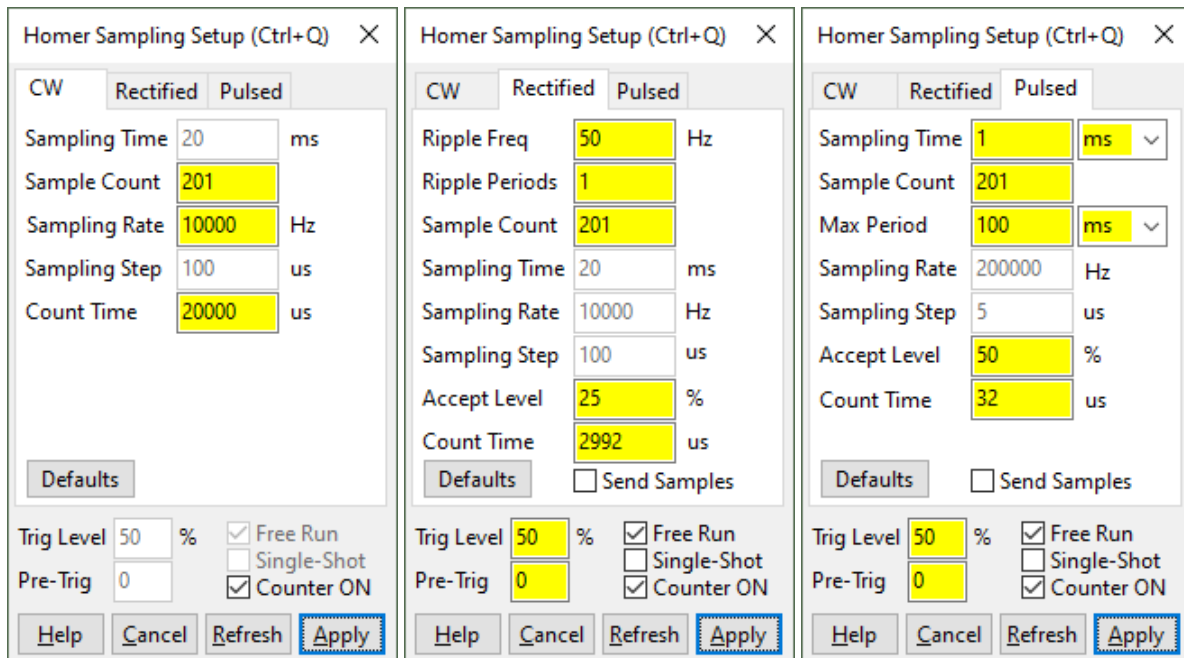 Homer Sampling Setup (Ctrl+Q)
CW Rectified Pulsed
Sampling Time 20 ms
Sample Count 201
Sampling Rate 10000 Hz
Sampling Step 100 us
Count Time 20000 us
Defaults
Trig Level 50 % Free Run
Single-Shot
Pre-Trig 0 Counter ON
Help Cancel Refresh Apply
Homer Sampling Setup (Ctrl+Q)
CW Rectified Pulsed
Ripple Freq 50 Hz
Ripple Periods 1
Sample Count 201
Sampling Time 20 ms
Sampling Rate 10000 Hz
Sampling Step 100 us
Accept Level 25 %
Count Time 2992 us
Defaults Send Samples
Trig Level 50 % Free Run
Single-Shot
Pre-Trig 0 Counter ON
Help Cancel Refresh Apply
Homer Sampling Setup (Ctrl+Q)
CW Rectified Pulsed
Sampling Time 1 ms
Sample Count 201
Max Period 100 ms
Sampling Rate 200000 Hz
Sampling Step 5 us
Accept Level 50 %
Count Time 32 us
Defaults Send Samples
Trig Level 50 % Free Run
Single-Shot
Pre-Trig 0 Counter ON
Help Cancel Refresh Apply